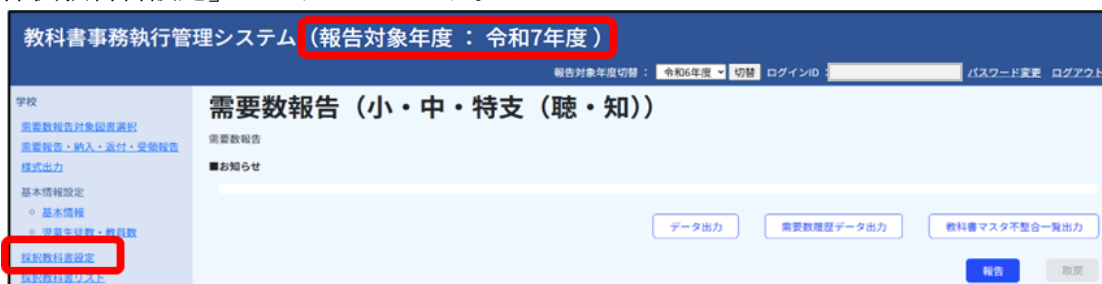 教科書事務執行管理システム（報告対象年度 ： 令和7年度 ）
報告対象年度切替： 令和6年度 切替 ログインID： パスワード変更 ログアウト
学校
需要数報告対象図書選択
需要報告・納入・返付・受領報告
様式出力
基本情報設定
基本情報
児童生徒数・教員数
採択教科書設定
採択教科書リスト
需要数報告（小・中・特支（聴・知））
需要数報告
■お知らせ
データ出力 需要数履歴データ出力 教科書マスタ不整合一覧出力
報告 取戻